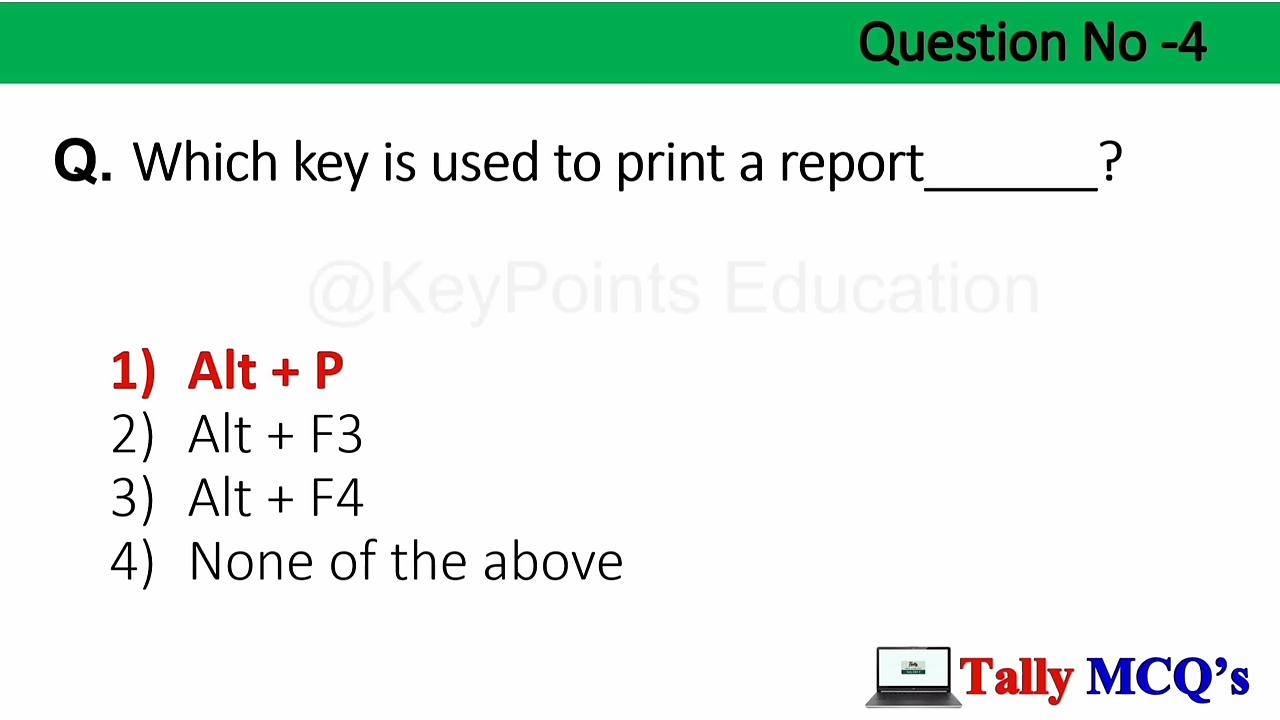 Question No -4
Q. Which key is used to print a report______?
@KeyPoints Education
1) Alt + P
2) Alt + F3
3) Alt + F4
4) None of the above
Tally MCQ’s